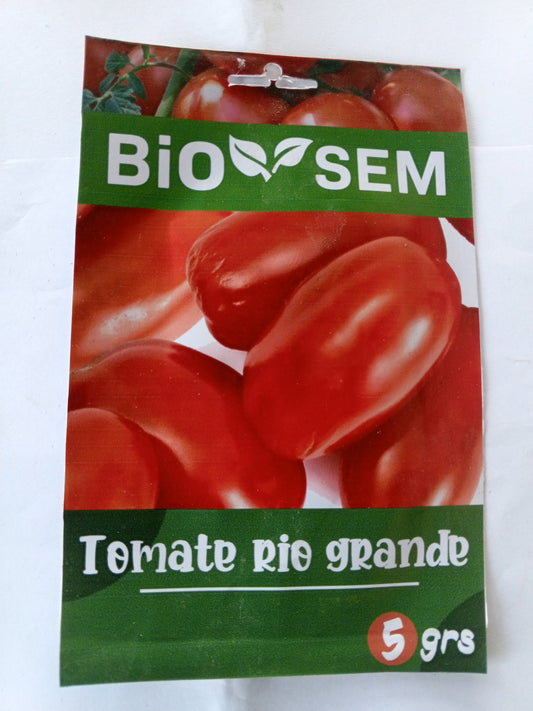 BiO SEM
Tomate Rio grande
5 grs